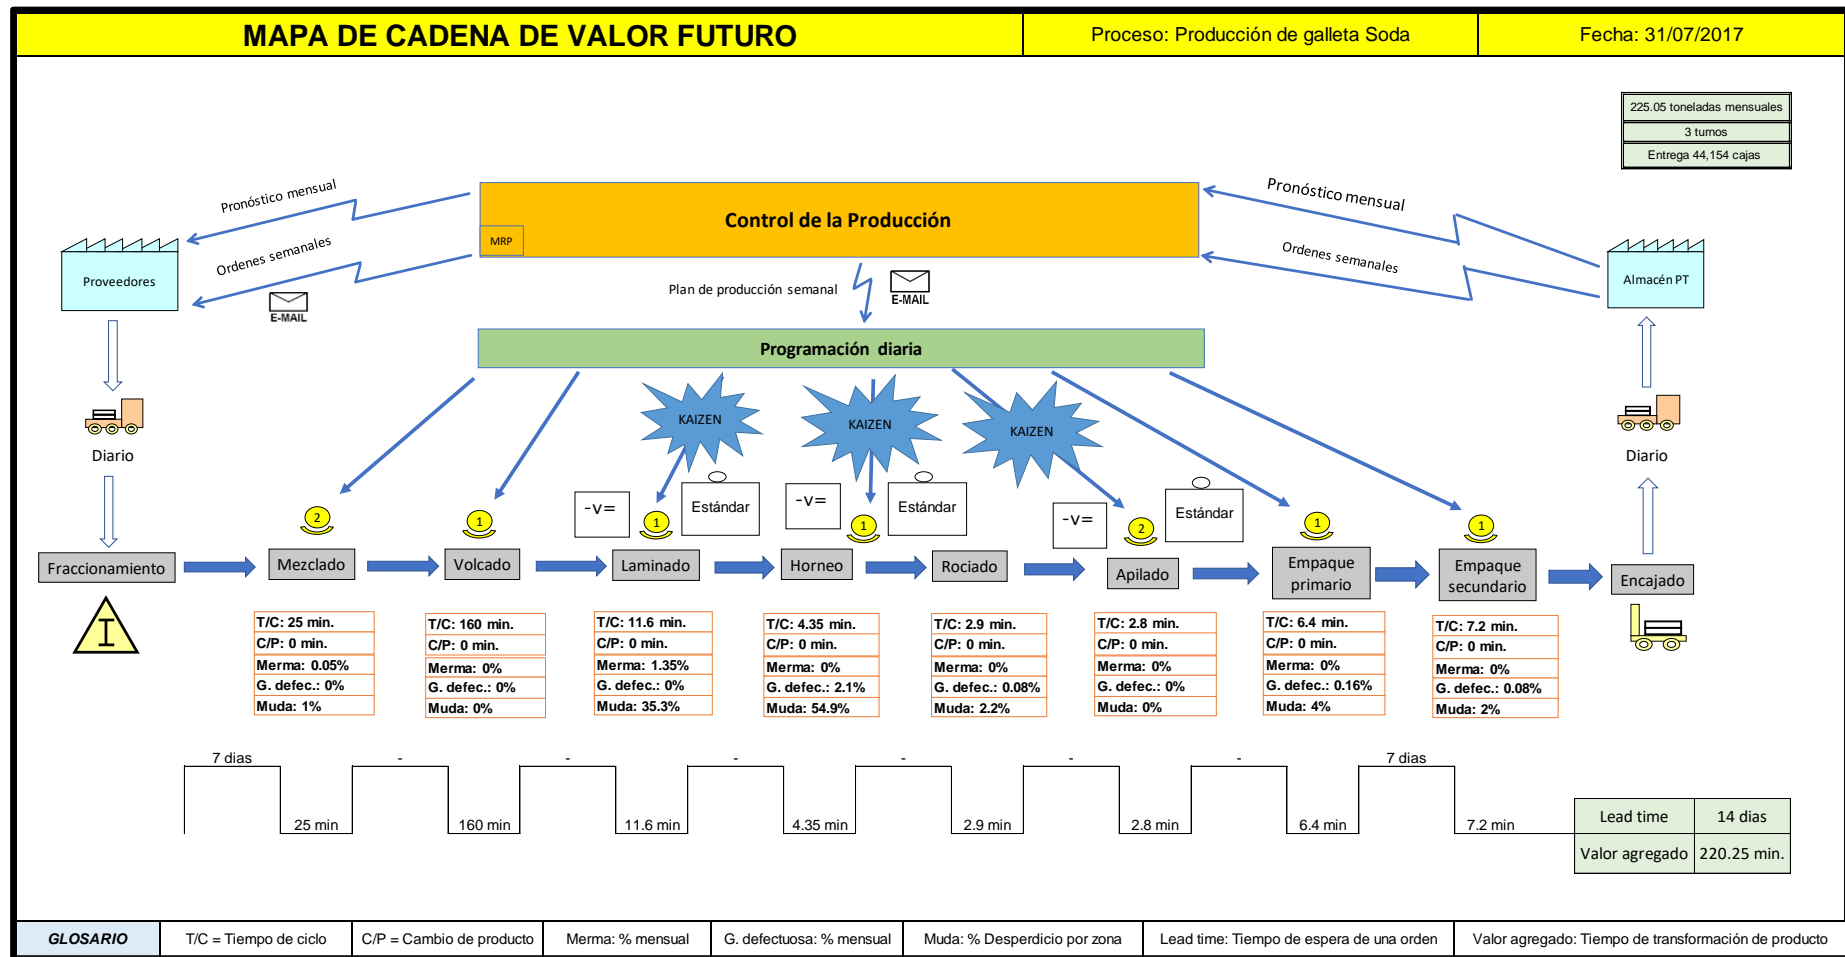 MAPA DE CADENA DE VALOR FUTURO
Proceso: Producción de galleta Soda
Fecha: 31/07/2017
225.05 toneladas mensuales
3 turnos
Entrega 44,154 cajas
Pronóstico mensual
Ordenes semanales
E-MAIL
Proveedores
Control de la Producción
MRP
Pronóstico mensual
Ordenes semanales
Almacén PT
Plan de producción semanal
E-MAIL
Programación diaria
Diario
KAIZEN
KAIZEN
KAIZEN
Diario
2
1
-v=
1
Estándar
-v=
1
Estándar
-v=
2
Estándar
1
1
Fraccionamiento
Mezclado
Volcado
Laminado
Horneo
Rociado
Apilado
Empaque
primario
Empaque
secundario
Encajado
I
T/C: 25 min.
C/P: 0 min.
Merma: 0.05%
G. defec.: 0%
Muda: 1%
T/C: 160 min.
C/P: 0 min.
Merma: 0%
G. defec.: 0%
Muda: 0%
T/C: 11.6 min.
C/P: 0 min.
Merma: 1.35%
G. defec.: 0%
Muda: 35.3%
T/C: 4.35 min.
C/P: 0 min.
Merma: 0%
G. defec.: 2.1%
Muda: 54.9%
T/C: 2.9 min.
C/P: 0 min.
Merma: 0%
G. defec.: 0.08%
Muda: 2.2%
T/C: 2.8 min.
C/P: 0 min.
Merma: 0%
G. defec.: 0%
Muda: 0%
T/C: 6.4 min.
C/P: 0 min.
Merma: 0%
G. defec.: 0.16%
Muda: 4%
T/C: 7.2 min.
C/P: 0 min.
Merma: 0%
G. defec.: 0.08%
Muda: 2%
7 dias
-
-
-
-
-
-
7 dias
25 min
160 min
11.6 min
4.35 min
2.9 min
2.8 min
6.4 min
7.2 min
Lead time
14 dias
Valor agregado
220.25 min.
GLOSARIO
T/C = Tiempo de ciclo
C/P = Cambio de producto
Merma: % mensual
G. defectuosa: % mensual
Muda: % Desperdicio por zona
Lead time: Tiempo de espera de una orden
Valor agregado: Tiempo de transformación de producto